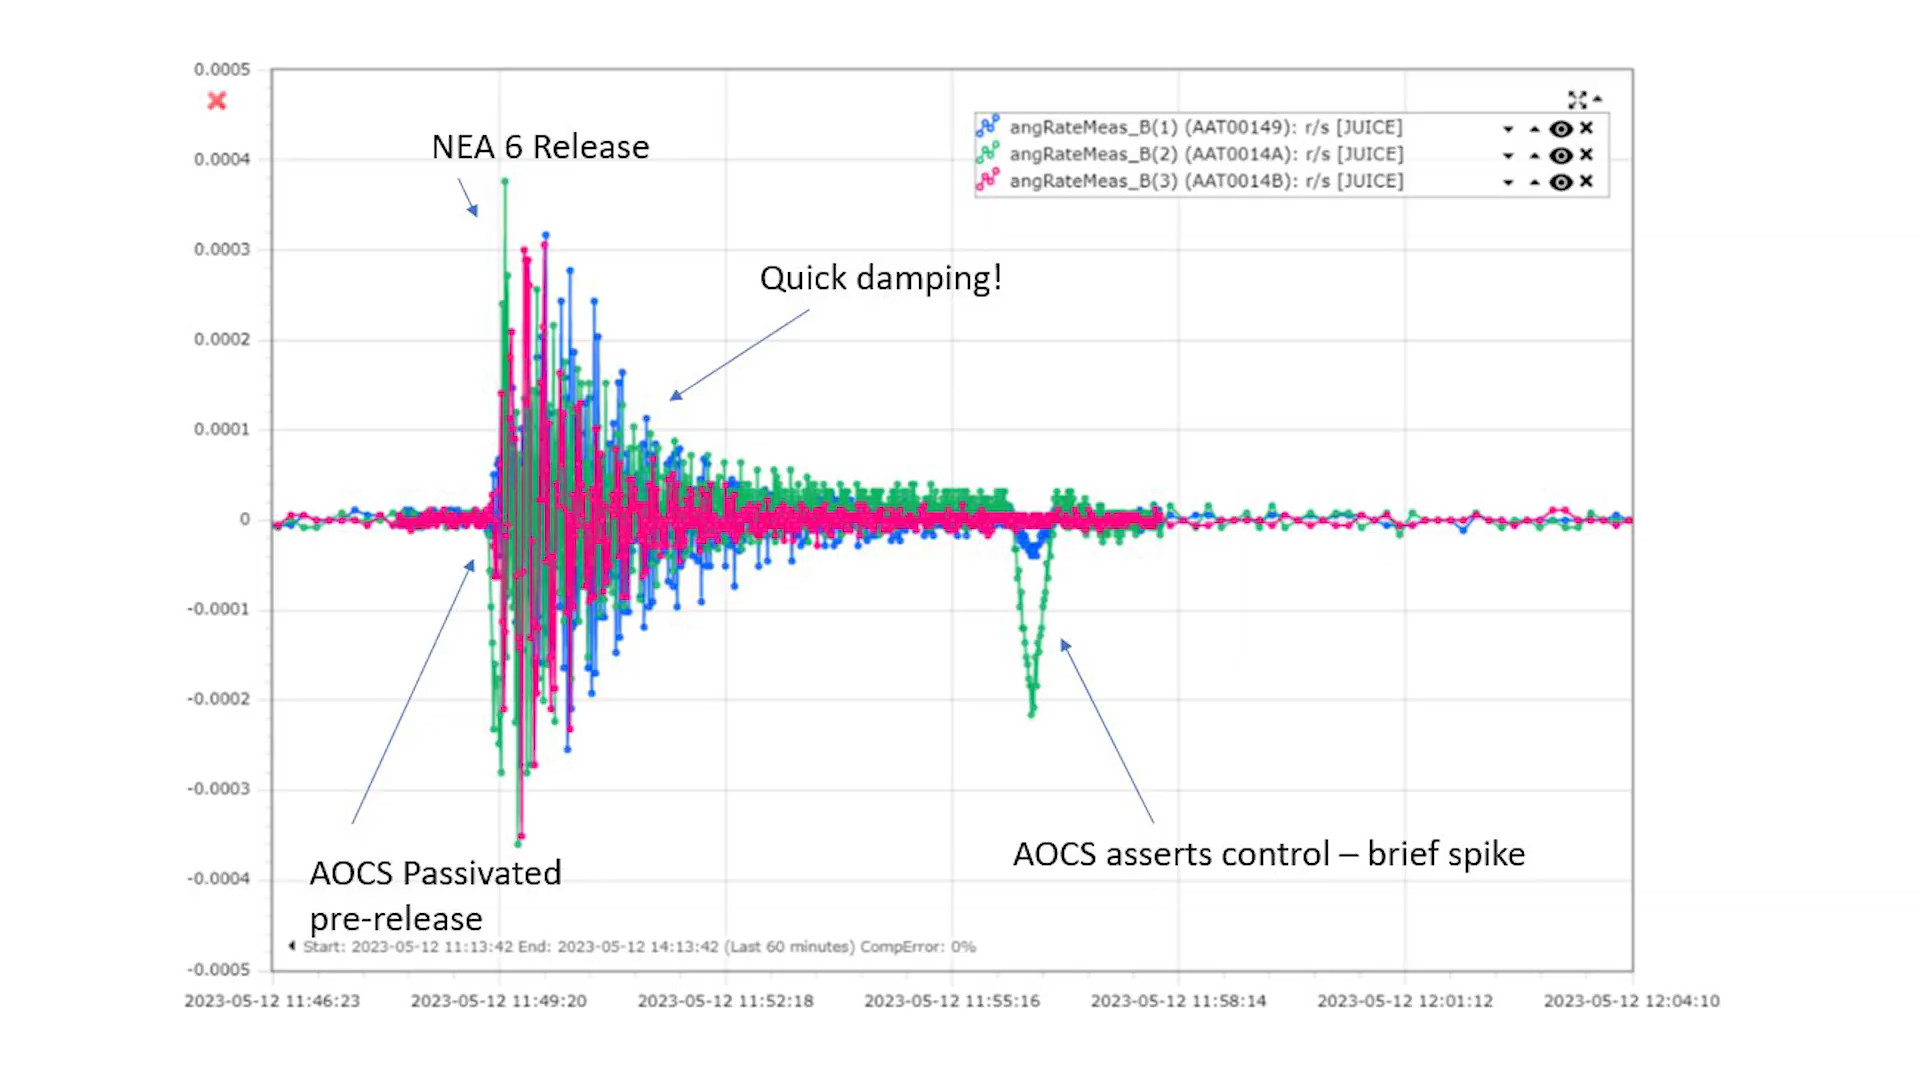 0.0005
0.0004
0.0003
0.0002
0.0001
0
-0.0001
-0.0002
-0.0003
-0.0004
-0.0005
NEA 6 Release
angRateMeas_B(1) (AAT00149): r/s [JUICE]
angRateMeas_B(2) (AAT0014A): r/s [JUICE]
angRateMeas_B(3) (AAT0014B): r/s [JUICE]
Quick damping!
AOCS asserts control – brief spike
AOCS Passivated
pre-release
Start: 2023-05-12 11:13:42 End: 2023-05-12 14:13:42 (Last 60 minutes) CompError: 0%
2023-05-12 11:46:23 2023-05-12 11:49:20 2023-05-12 11:52:18 2023-05-12 11:55:16 2023-05-12 11:58:14 2023-05-12 12:01:12 2023-05-12 12:04:10